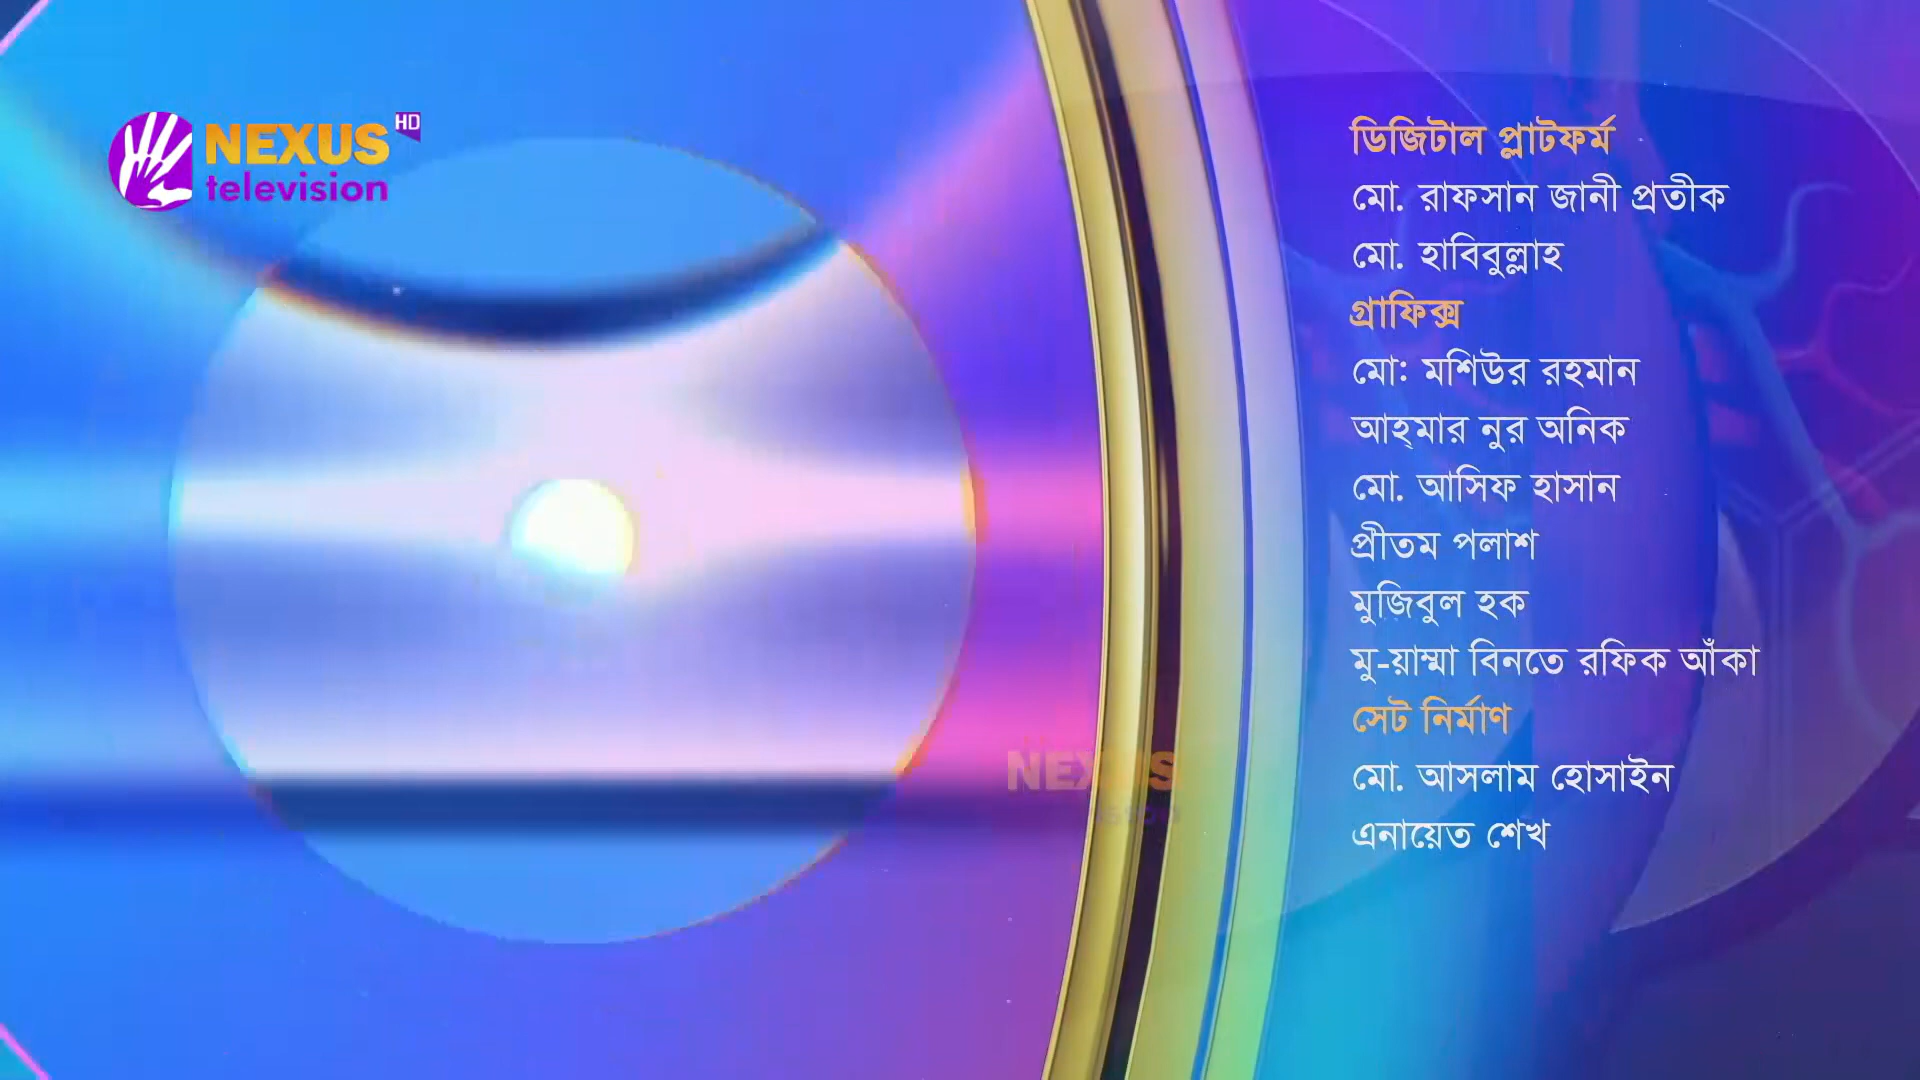 NEXUS HD
television
ডিজিটাল প্লাটফর্ম
মো. রাফসান জানী প্রতীক
মো. হাবিবুল্লাহ
গ্রাফিক্স
মো: মশিউর রহমান
আহ্‌মার নুর অনিক
মো. আসিফ হাসান
প্রীতম পলাশ
মুজিবুল হক
মু-য়াম্মা বিনতে রফিক আঁকা
সেট নির্মাণ
মো. আসলাম হোসাইন
এনায়েত শেখ
NEXUS